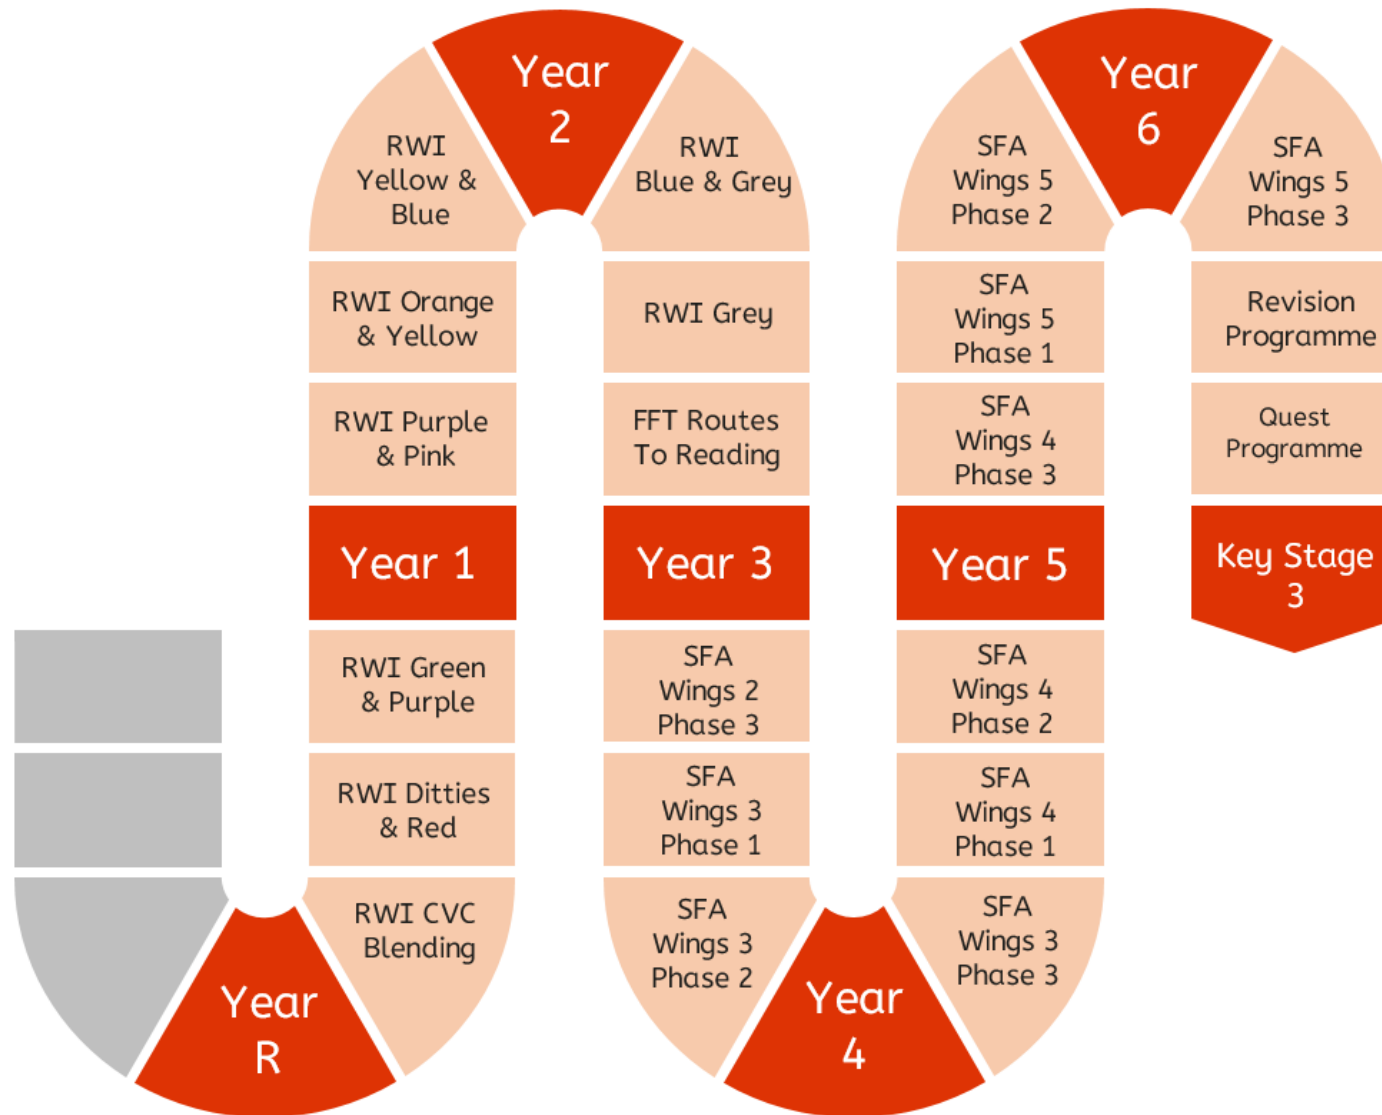 Year
R
RWI CVC
Blending
RWI Ditties
& Red
RWI Green
& Purple
Year 1
RWI Purple
& Pink
RWI Orange
& Yellow
RWI
Yellow &
Blue
Year
2
RWI
Blue & Grey
RWI Grey
FFT Routes
To Reading
Year 3
SFA
Wings 2
Phase 3
SFA
Wings 3
Phase 1
SFA
Wings 3
Phase 2
Year
4
SFA
Wings 3
Phase 3
SFA
Wings 4
Phase 1
SFA
Wings 4
Phase 2
Year 5
SFA
Wings 4
Phase 3
SFA
Wings 5
Phase 1
SFA
Wings 5
Phase 2
Year
6
SFA
Wings 5
Phase 3
Revision
Programme
Quest
Programme
Key Stage
3